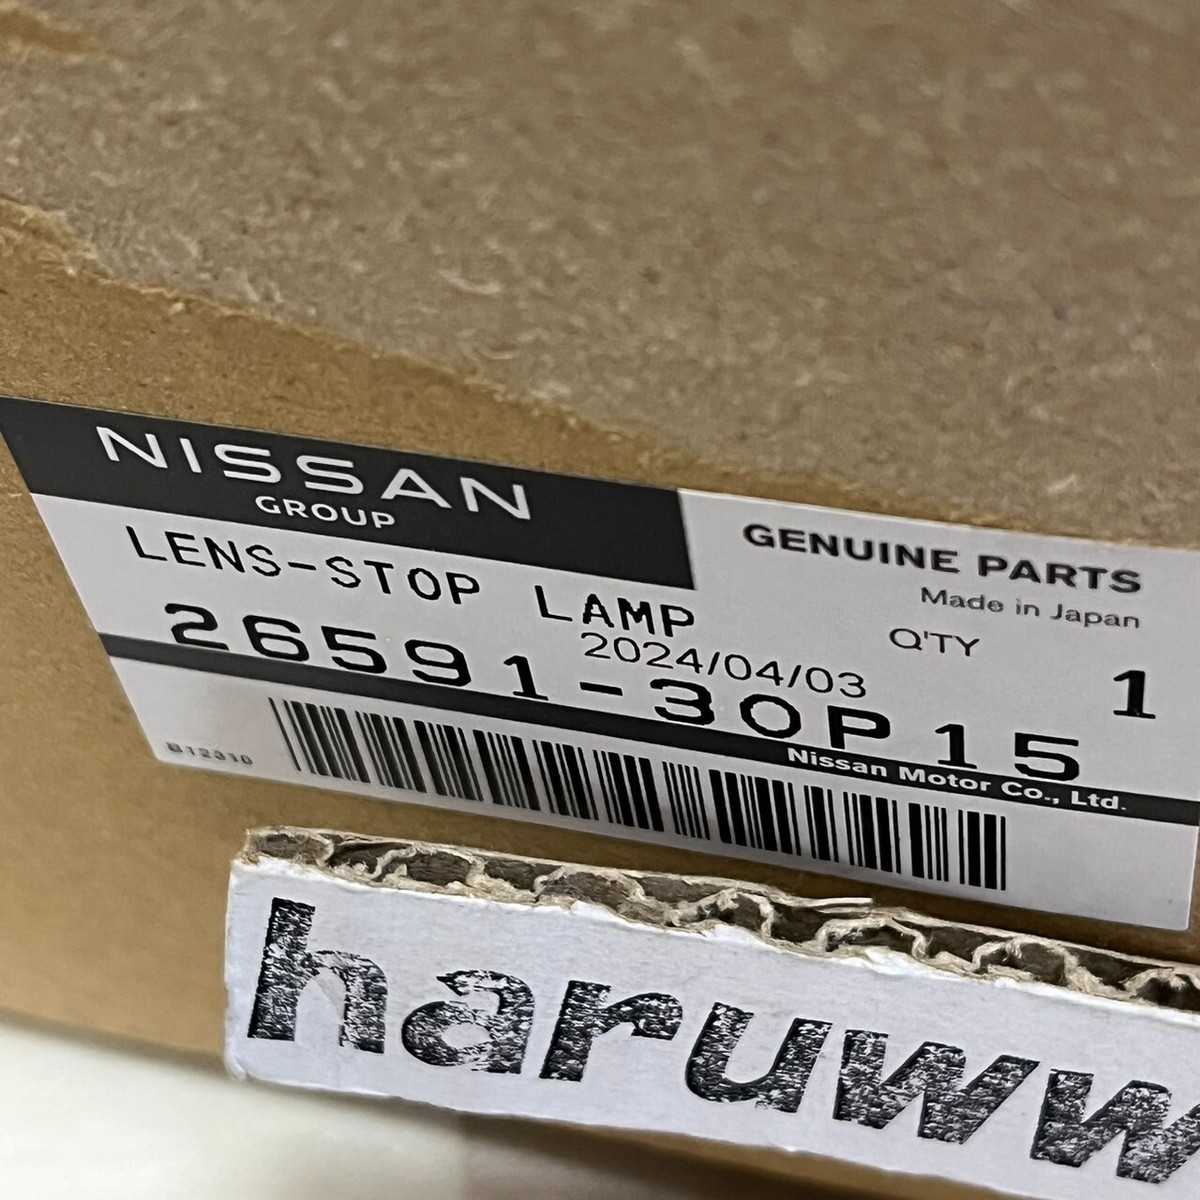 NISSAN
GROUP
GENUINE PARTS
Made in Japan
LENS-STOP LAMP
Q'TY 1
2024/04/03
26591-30P15
Nissan Motor Co., Ltd.
B12310
haruww